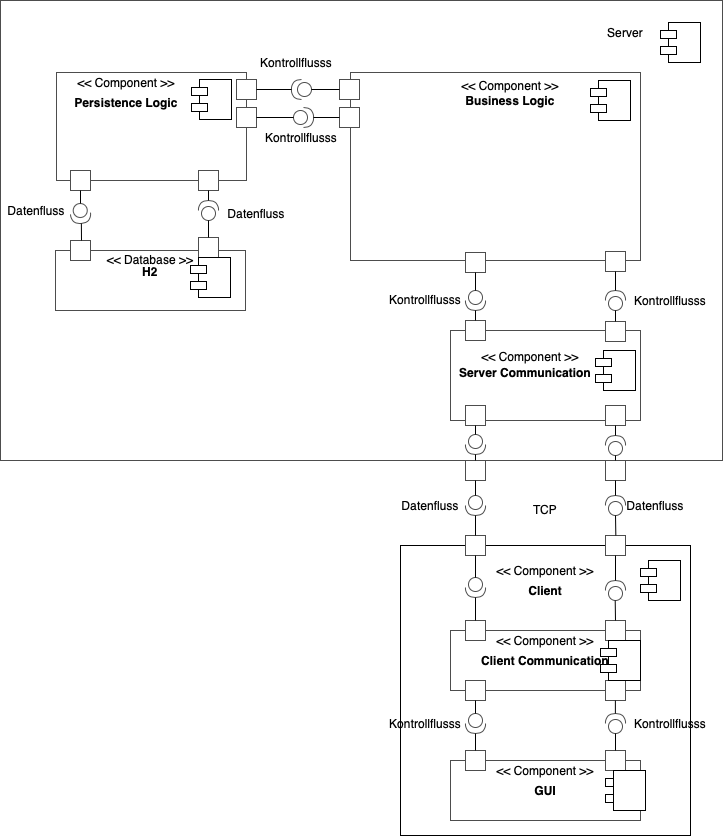 Server
Kontrollflusss
<< Component >>
Persistence Logic
<< Component >>
Business Logic
Kontrollflusss
Datenfluss
Datenfluss
<< Database >>
H2
Kontrollflusss
Kontrollflusss
<< Component >>
Server Communication
Datenfluss
TCP
Datenfluss
<< Component >>
Client
<< Component >>
Client Communication
Kontrollflusss
Kontrollflusss
<< Component >>
GUI